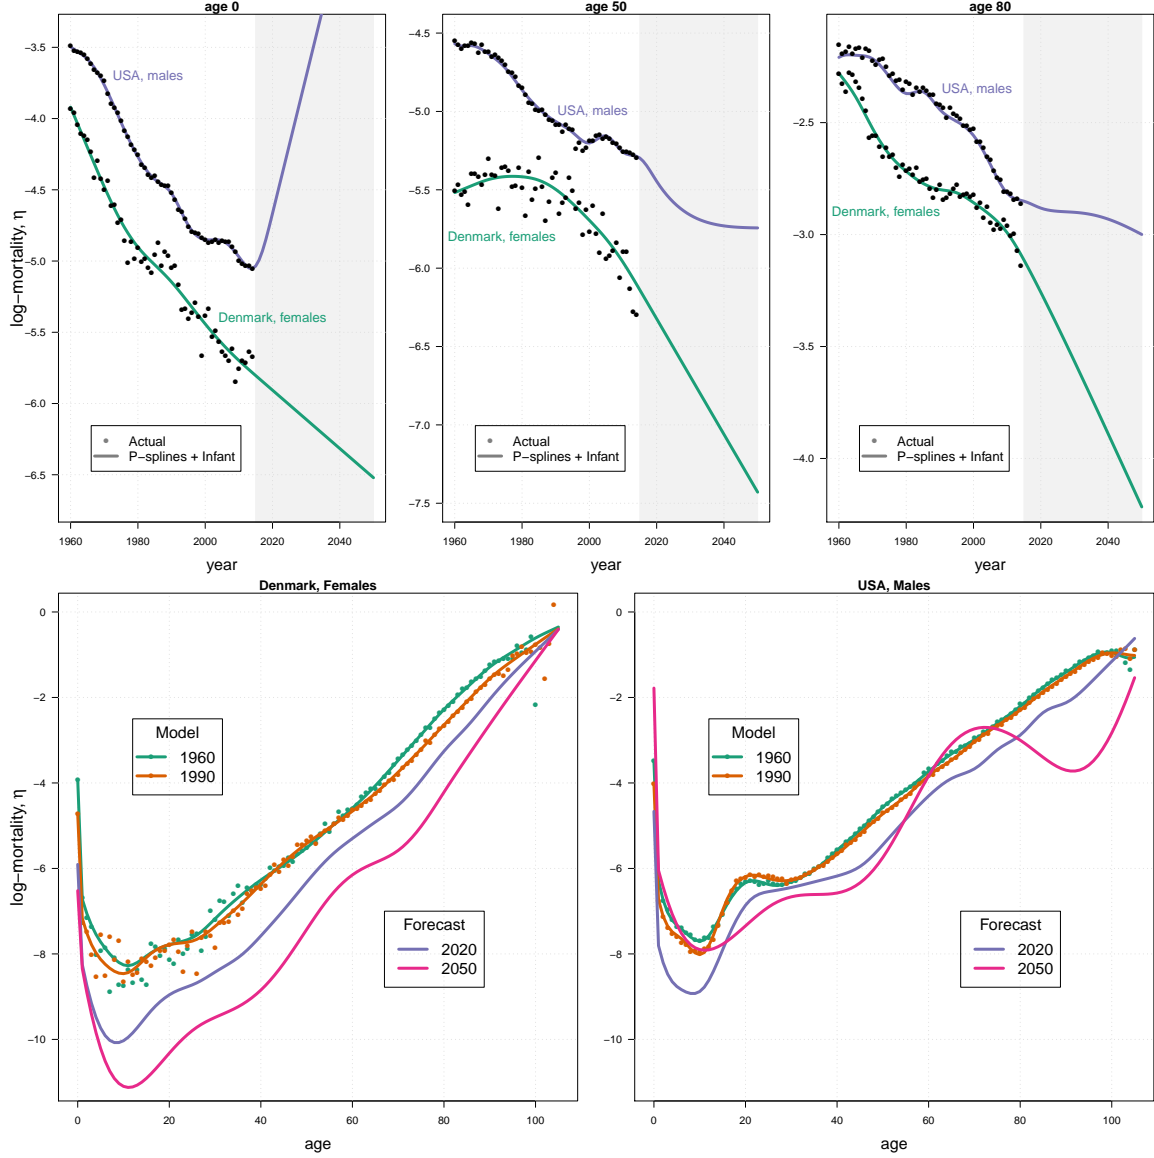 age 0
age 50
age 80
log−mortality, η
−3.5
−4.0
−4.5
−5.0
−5.5
−6.0
−6.5
USA, males
Denmark, females
Actual
P−splines + Infant
1960
1980
2000
2020
2040
year
−4.5
−5.0
−5.5
−6.0
−6.5
−7.0
−7.5
USA, males
Denmark, females
Actual
P−splines + Infant
1960
1980
2000
2020
2040
year
−2.5
−3.0
−3.5
−4.0
USA, males
Denmark, females
Actual
P−splines + Infant
1960
1980
2000
2020
2040
year
Denmark, Females
log−mortality, η
0
−2
−4
−6
−8
−10
Model
1960
1990
Forecast
2020
2050
0
20
40
60
80
100
age
USA, Males
0
−2
−4
−6
−8
−10
Model
1960
1990
Forecast
2020
2050
0
20
40
60
80
100
age